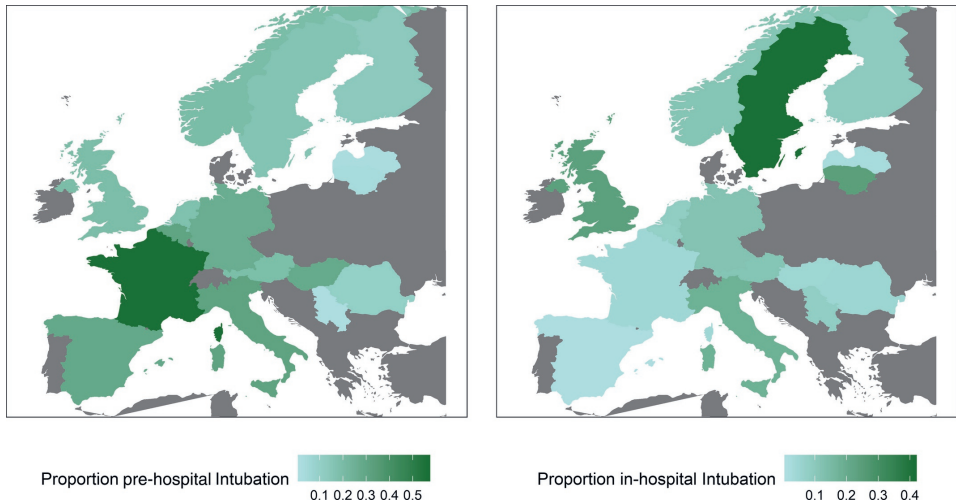 Proportion pre-hospital Intubation
0.1 0.2 0.3 0.4 0.5
Proportion in-hospital Intubation
0.1 0.2 0.3 0.4